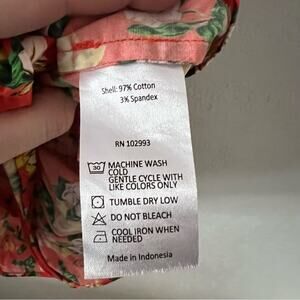 Shell: 97% Cotton
3% Spandex
RN 102993
30
MACHINE WASH
COLD
GENTLE CYCLE WITH
LIKE COLORS ONLY
TUMBLE DRY LOW
DO NOT BLEACH
COOL IRON WHEN
NEEDED
Made in Indonesia